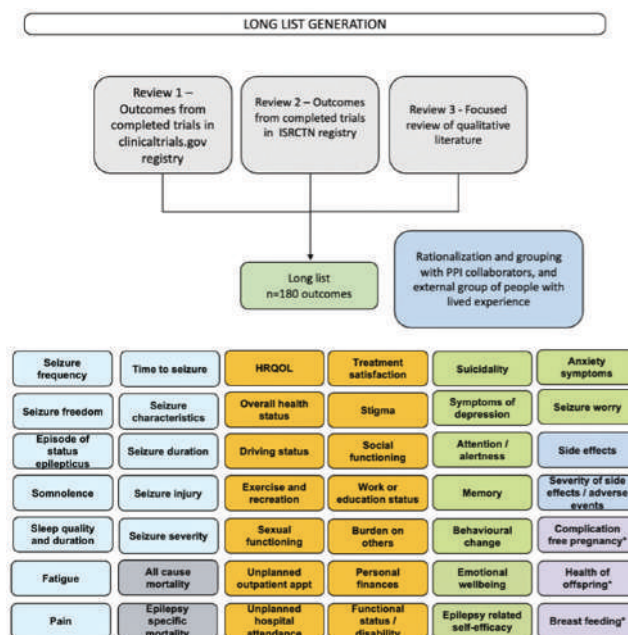 LONG LIST GENERATION
Review 1 –
Outcomes from
completed trials in
clinicaltrials.gov
registry
Review 2 – Outcomes
from completed trials
in ISRCTN registry
Review 3 - Focused
review of qualitative
literature
Long list
n=180 outcomes
Rationalization and grouping
with PPI collaborators, and
external group of people with
lived experience
Seizure
frequency
Time to seizure
HRQOL
Treatment
satisfaction
Suicidality
Anxiety
symptoms
Seizure freedom
Seizure
characteristics
Overall health
status
Stigma
Symptoms of
depression
Seizure worry
Episode of
status
epilepticus
Seizure duration
Driving status
Social
functioning
Attention /
alertness
Side effects
Somnolence
Seizure injury
Exercise and
recreation
Work or
education status
Memory
Severity of side
effects / adverse
events
Sleep quality
and duration
Seizure severity
Sexual
functioning
Burden on
others
Behavioural
change
Complication
free pregnancy*
Fatigue
All cause
mortality
Unplanned
outpatient appt
Personal
finances
Emotional
wellbeing
Health of
offspring*
Pain
Epilepsy
specific
mortality
Unplanned
hospital
attendance
Functional
status /
disability
Epilepsy related
self-efficacy
Breast feeding*